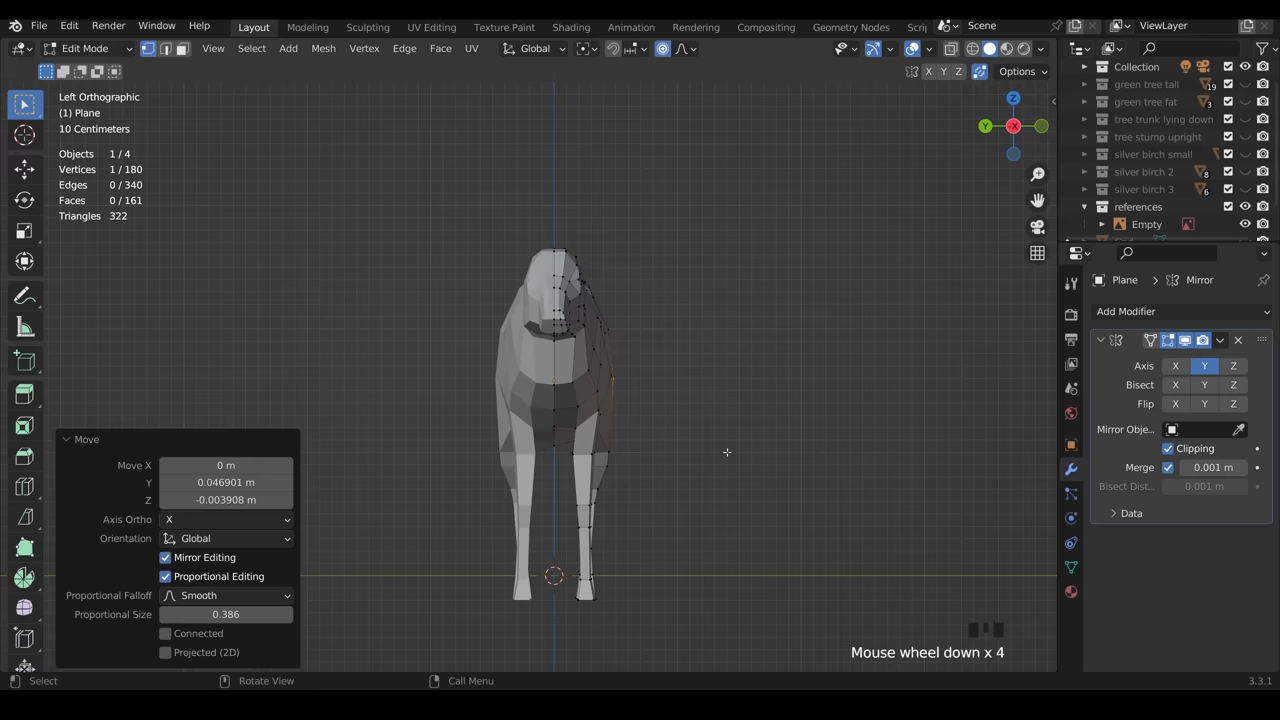 File Edit Render Window Help Layout Modeling Sculpting UV Editing Texture Paint Shading Animation Rendering Compositing Geometry Nodes Scri Scene ViewLayer
Edit Mode View Select Add Mesh Vertex Edge Face UV Global
X Y Z Options
Left Orthographic
(1) Plane
10 Centimeters
Objects 1 / 4
Vertices 1 / 180
Edges 0 / 340
Faces 0 / 161
Triangles 322
Z
Y
-X
Collection
green tree tall 19
green tree fat 3
tree trunk lying down
tree stump upright
silver birch small
silver birch 2 8
silver birch 3 6
references
Empty
Plane > Mirror
Add Modifier
Axis X Y Z
Bisect X Y Z
Flip X Y Z
Mirror Obje...
Clipping
Merge 0.001 m
Bisect Dist... 0.001 m
Data
Move
Move X 0 m
Y 0.046901 m
Z -0.003908 m
Axis Ortho X
Orientation Global
Mirror Editing
Proportional Editing
Proportional Falloff Smooth
Proportional Size 0.386
Connected
Projected (2D)
Mouse wheel down x 4
Select Rotate View Call Menu 3.3.1